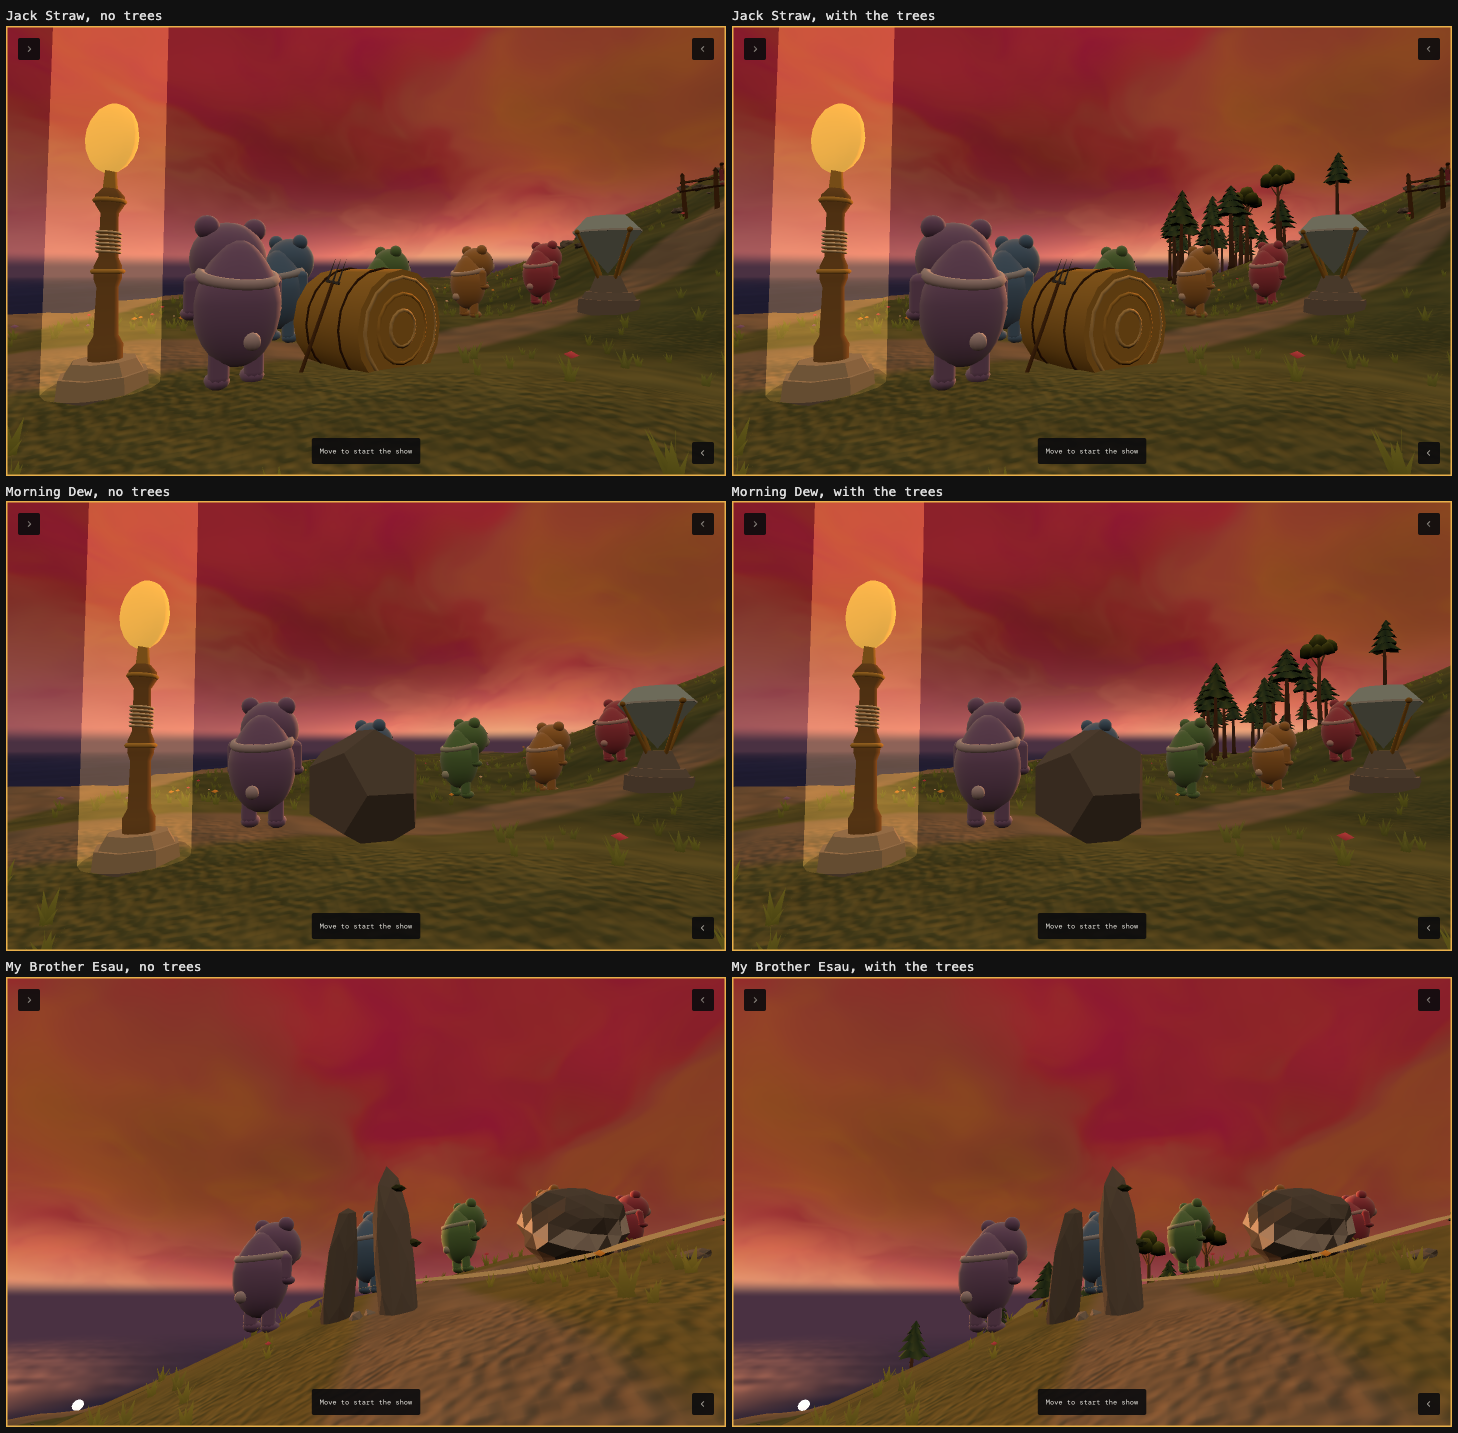 Jack Straw, no trees
Jack Straw, with the trees
Move to start the show
Move to start the show
Morning Dew, no trees
Morning Dew, with the trees
Move to start the show
Move to start the show
My Brother Esau, no trees
My Brother Esau, with the trees
Move to start the show
Move to start the show